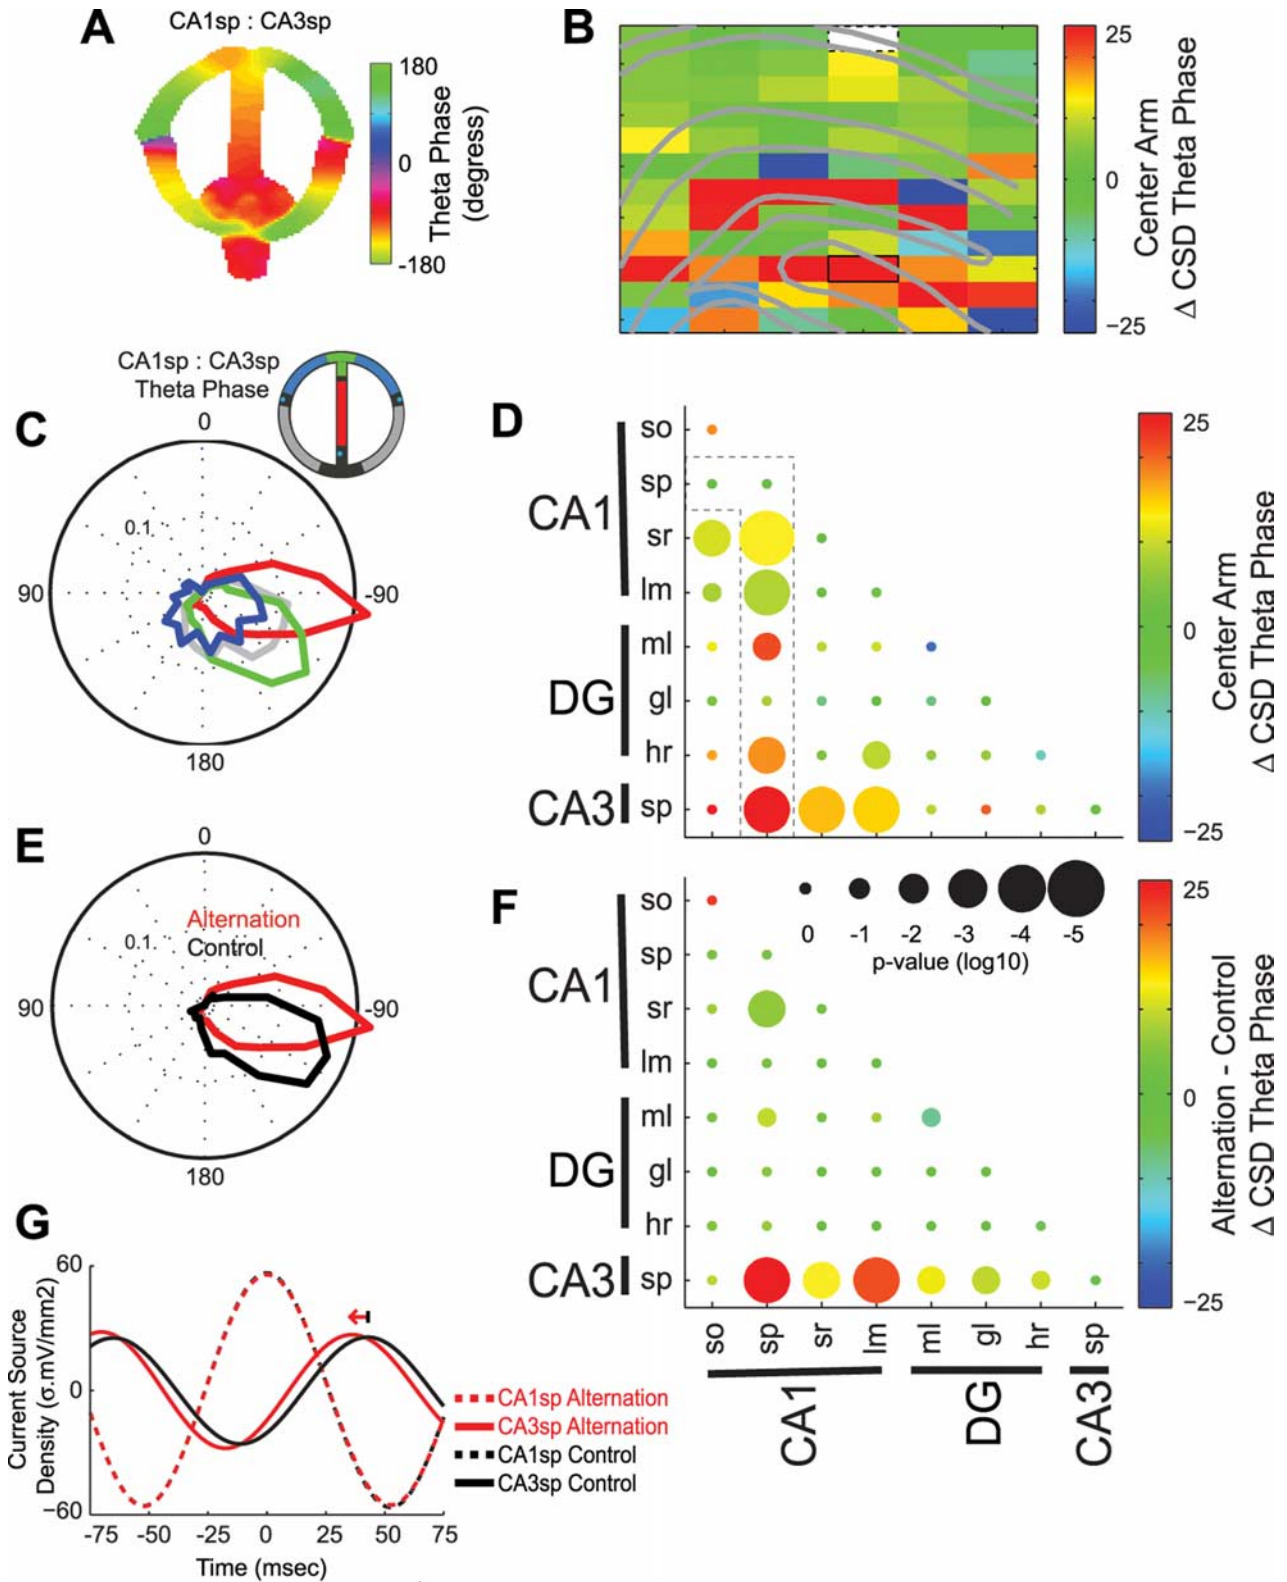 A
CA1sp : CA3sp
180
0
-180
Theta Phase
(degress)
B
25
0
−25
Center Arm
Δ CSD Theta Phase
CA1sp : CA3sp
Theta Phase
C
0
0.1
90
-90
180
D
CA1
so
sp
sr
lm
DG
ml
gl
hr
CA3
sp
25
0
−25
Center Arm
Δ CSD Theta Phase
E
0
Alternation
0.1
Control
90
-90
180
F
0
-1
-2
-3
-4
-5
p-value (log10)
CA1
so
sp
sr
lm
DG
ml
gl
hr
CA3
sp
so
sp
sr
lm
ml
gl
hr
sp
CA1
DG
CA3
25
0
−25
Alternation - Control
Δ CSD Theta Phase
G
60
0
−60
Current Source
Density (σ.mV/mm2)
-75
-50
-25
0
25
50
75
Time (msec)
CA1sp Alternation
CA3sp Alternation
CA1sp Control
CA3sp Control